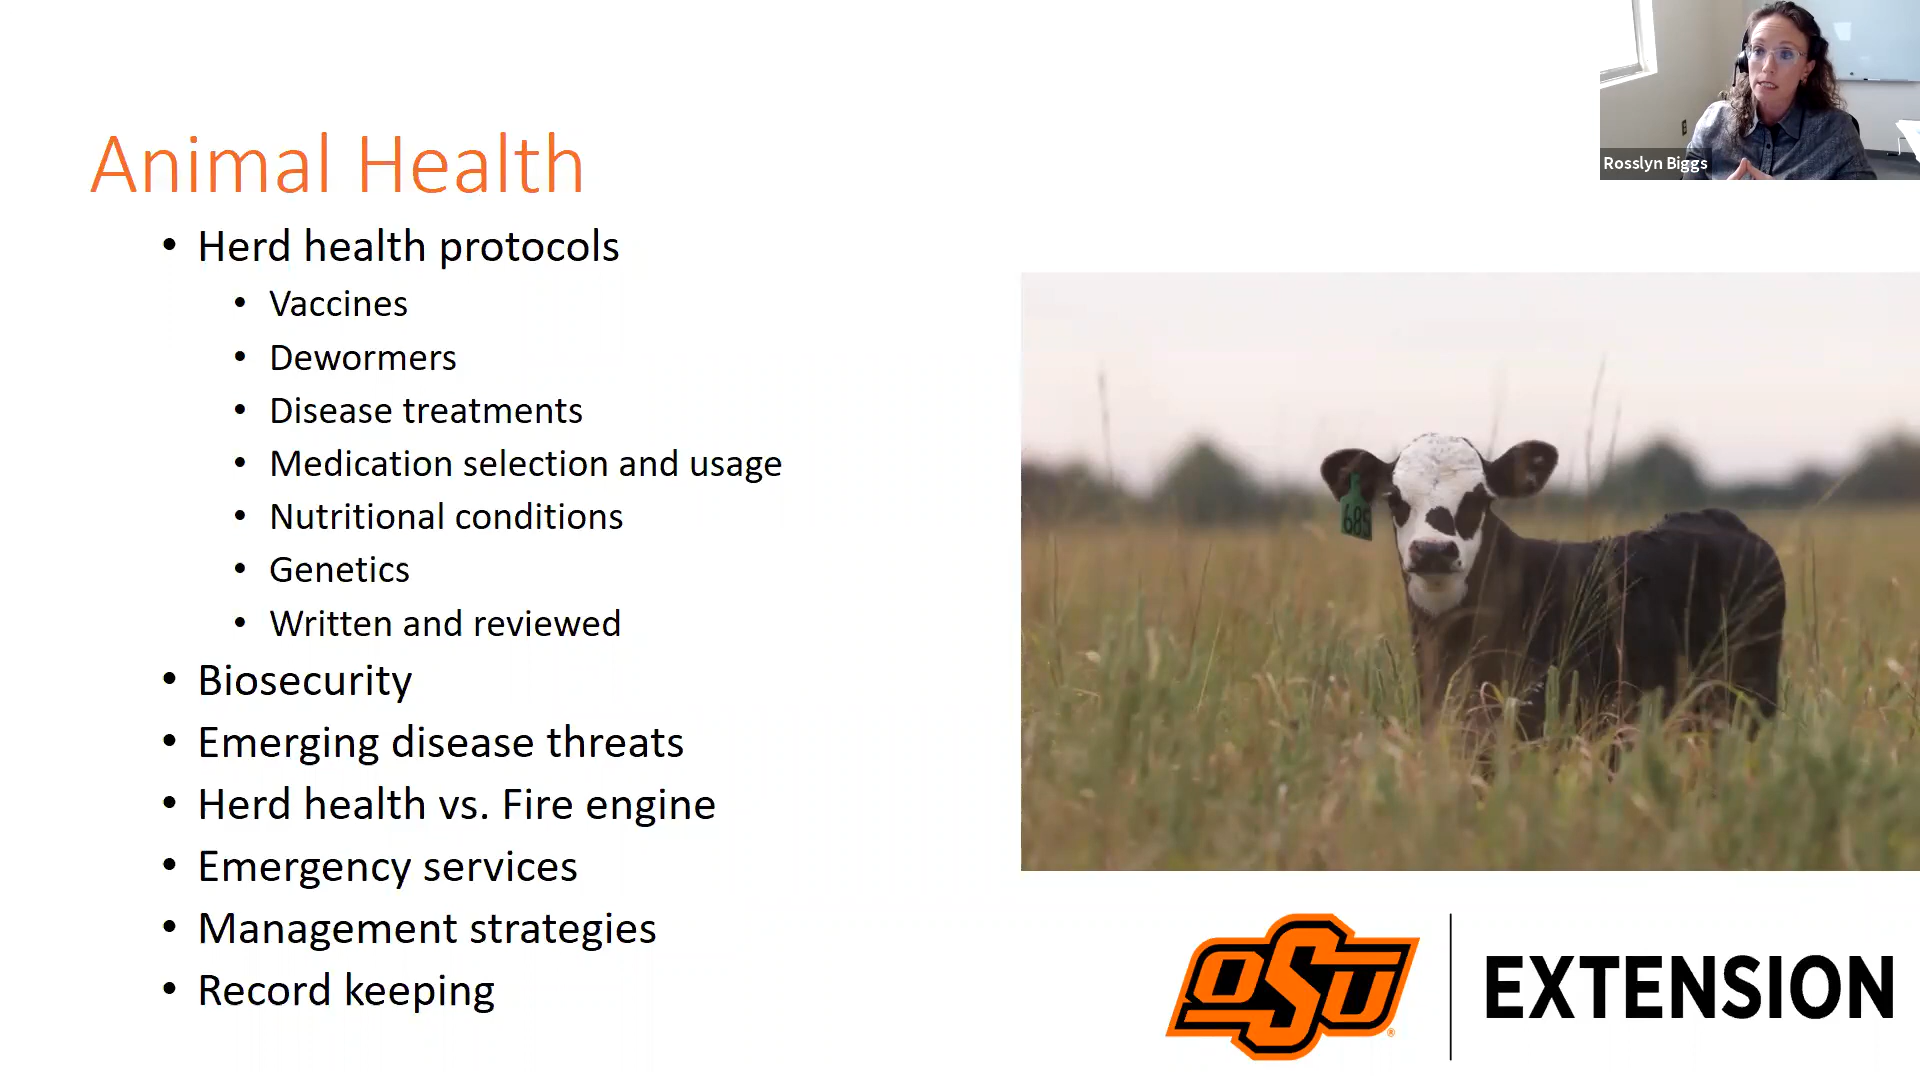 Animal Health
• Herd health protocols
• Vaccines
• Dewormers
• Disease treatments
• Medication selection and usage
• Nutritional conditions
• Genetics
• Written and reviewed
• Biosecurity
• Emerging disease threats
• Herd health vs. Fire engine
• Emergency services
• Management strategies
• Record keeping
Rosslyn Biggs
685
OSU®
EXTENSION